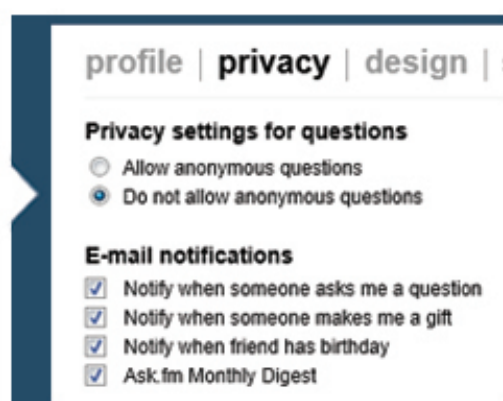 profile | privacy | design |
Privacy settings for questions
Allow anonymous questions
Do not allow anonymous questions
E-mail notifications
Notify when someone asks me a question
Notify when someone makes me a gift
Notify when friend has birthday
Ask.fm Monthly Digest